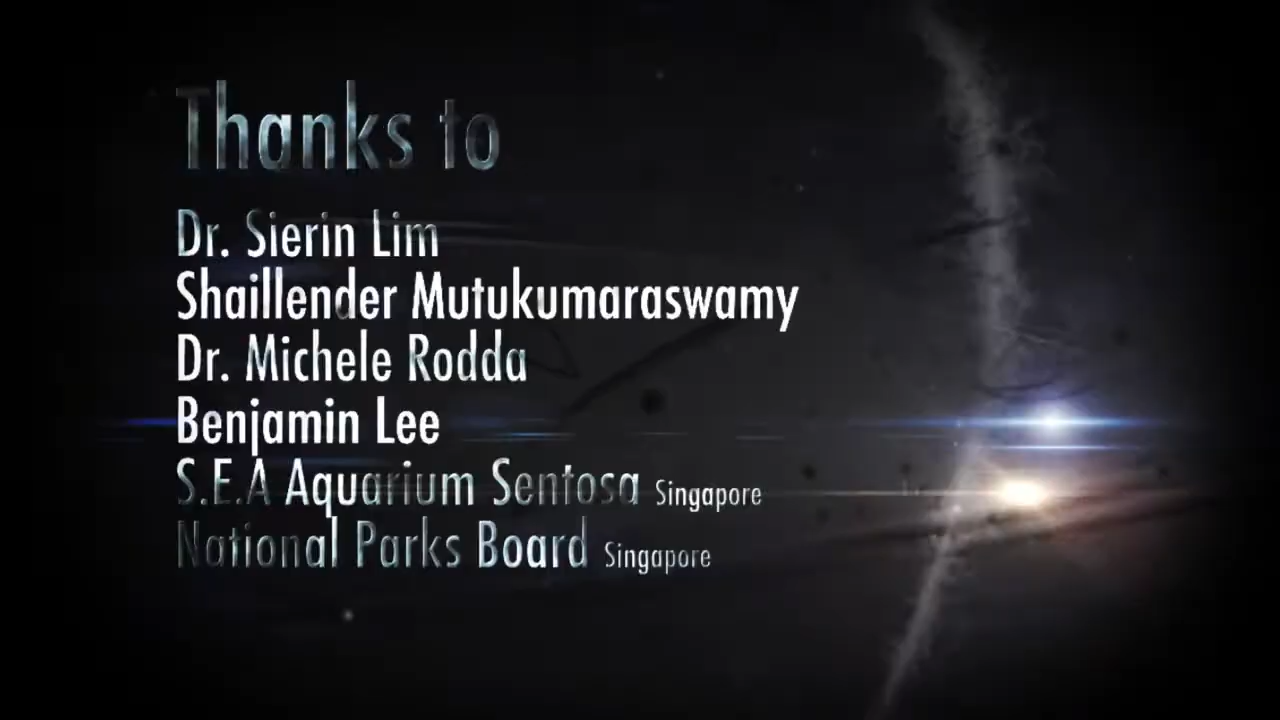 Thanks to
Dr. Sierin Lim
Shaillender Mutukumaraswamy
Dr. Michele Rodda
Benjamin Lee
S.E.A Aquarium Sentosa Singapore
National Parks Board Singapore